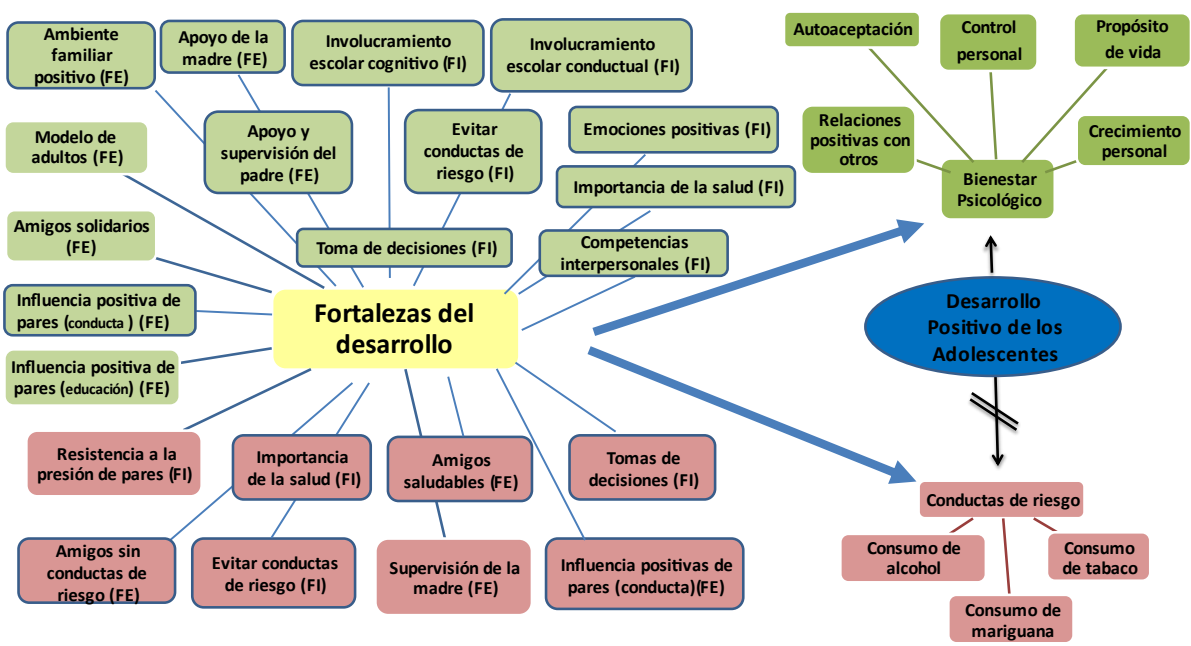 Ambiente
familiar
positivo (FE)
Apoyo de la
madre (FE)
Involucramiento
escolar cognitivo (FI)
Involucramiento
escolar conductual (FI)
Autoaceptación
Control
personal
Propósito
de vida
Modelo de
adultos (FE)
Apoyo y
supervisión del
padre (FE)
Evitar
conductas de
riesgo (FI)
Emociones positivas (FI)
Relaciones
positivas con
otros
Crecimiento
personal
Importancia de la salud (FI)
Bienestar
Psicológico
Amigos solidarios
(FE)
Toma de decisiones (FI)
Competencias
interpersonales (FI)
Influencia positiva de
pares (conducta ) (FE)
Fortalezas del
desarrollo
Desarrollo
Positivo de los
Adolescentes
Influencia positiva de
pares (educación) (FE)
Resistencia a la
presión de pares (FI)
Importancia
de la salud (FI)
Amigos
saludables (FE)
Tomas de
decisiones (FI)
Conductas de riesgo
Amigos sin
conductas de
riesgo (FE)
Evitar conductas
de riesgo (FI)
Supervisión de la
madre (FE)
Influencia positivas de
pares (conducta)(FE)
Consumo de
alcohol
Consumo
de tabaco
Consumo de
mariguana